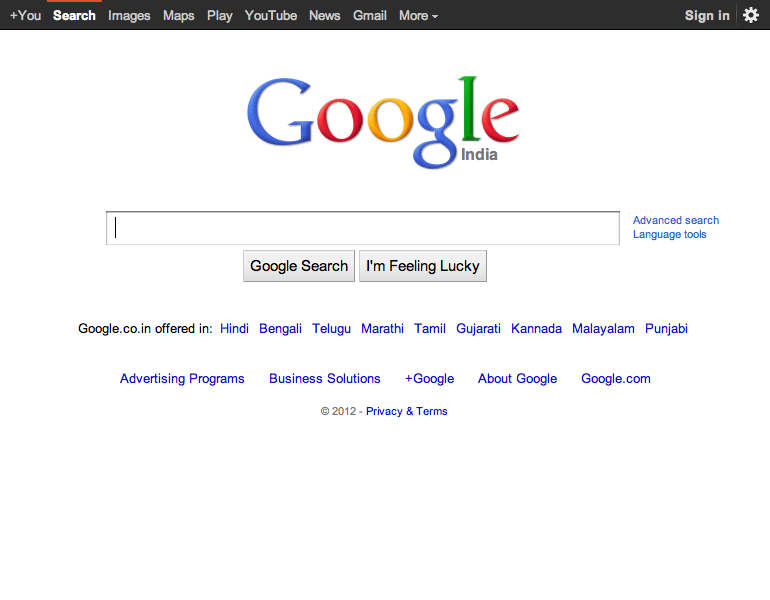 +You Search Images Maps Play YouTube News Gmail More Sign in
Google
India
Advanced search
Language tools
Google Search I'm Feeling Lucky
Google.co.in offered in: Hindi Bengali Telugu Marathi Tamil Gujarati Kannada Malayalam Punjabi
Advertising Programs Business Solutions +Google About Google Google.com
© 2012 - Privacy & Terms